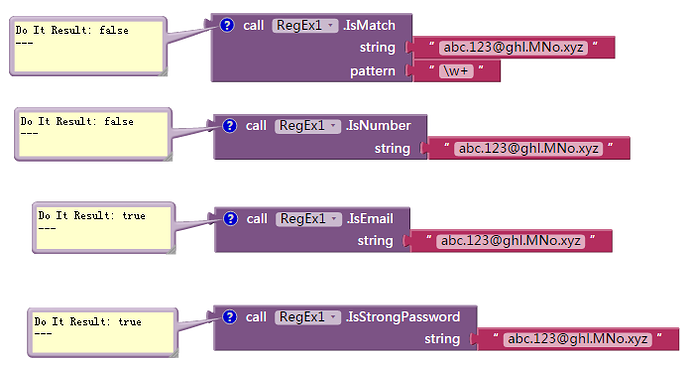 Do It Result: false
---
? call RegEx1 .IsMatch
string " abc.123@ghl.MNo.xyz "
pattern " \w+ "
Do It Result: false
---
? call RegEx1 .IsNumber
string " abc.123@ghl.MNo.xyz "
Do It Result: true
---
? call RegEx1 .IsEmail
string " abc.123@ghl.MNo.xyz "
Do It Result: true
---
? call RegEx1 .IsStrongPassword
string " abc.123@ghl.MNo.xyz "